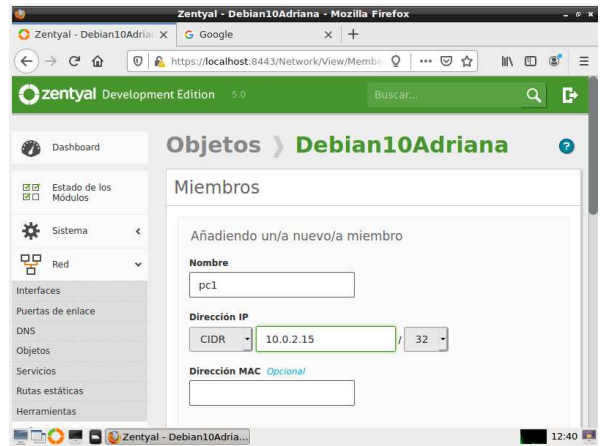 Zentyal - Debian10Adriana - Mozilla Firefox
Zentyal - Debian10Adrian
Google
https://localhost:8443/Network/View/Membe
zentyal Development Edition 5.0
Buscar...
Dashboard
Estado de los
Módulos
Sistema
Red
Interfaces
Puertas de enlace
DNS
Objetos
Servicios
Rutas estáticas
Herramientas
Objetos Debian10Adriana
Miembros
Añadiendo un/a nuevo/a miembro
Nombre
pc1
Dirección IP
CIDR 10.0.2.15 / 32
Dirección MAC Opcional
Zentyal - Debian10Adria...
12:40